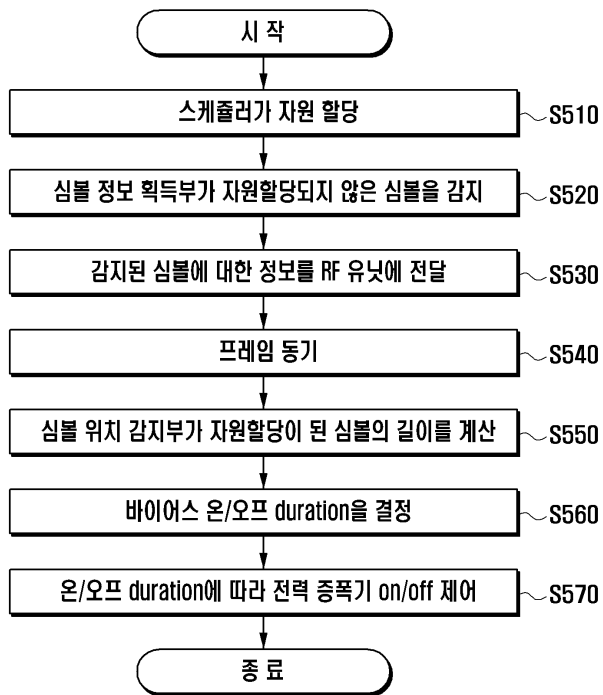 시 작
스케쥴러가 자원 할당
S510
심볼 정보 획득부가 자원할당되지 않은 심볼을 감지
S520
감지된 심볼에 대한 정보를 RF 유닛에 전달
S530
프레임 동기
S540
심볼 위치 감지부가 자원할당이 된 심볼의 길이를 계산
S550
바이어스 온/오프 duration을 결정
S560
온/오프 duration에 따라 전력 증폭기 on/off 제어
S570
종 료